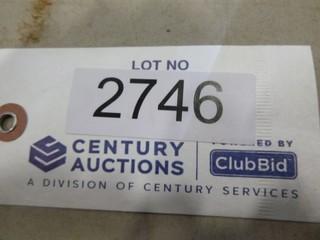 LOT NO
2746
CENTURY
AUCTIONS
POWERED BY
ClubBid
A DIVISION OF CENTURY SERVICES